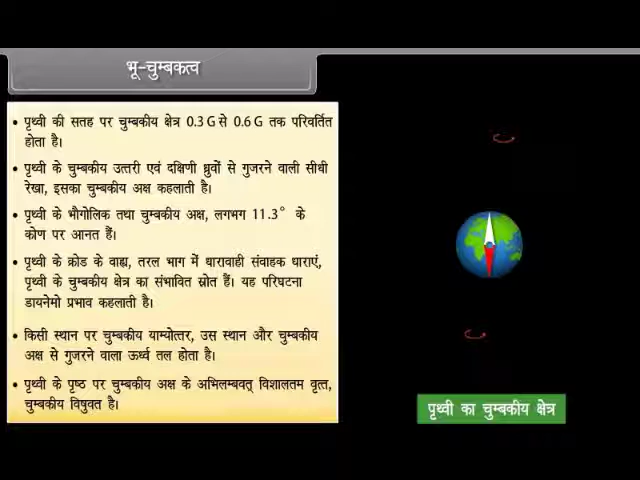 भू-चुम्बकत्व
• पृथ्वी की सतह पर चुम्बकीय क्षेत्र 0.3 G से 0.6 G तक परिवर्तित
होता है।
• पृथ्वी के चुम्बकीय उत्तरी एवं दक्षिणी ध्रुवों से गुजरने वाली सीधी
रेखा, इसका चुम्बकीय अक्ष कहलाती है।
• पृथ्वी के भौगोलिक तथा चुम्बकीय अक्ष, लगभग 11.3° के
कोण पर आनत हैं।
• पृथ्वी के क्रोड के वाह्य, तरल भाग में धारावाही संवाहक धाराएं,
पृथ्वी के चुम्बकीय क्षेत्र का संभावित स्रोत हैं। यह परिघटना
डायनेमो प्रभाव कहलाती है।
• किसी स्थान पर चुम्बकीय याम्योत्तर, उस स्थान और चुम्बकीय
अक्ष से गुजरने वाला ऊर्ध्व तल होता है।
• पृथ्वी के पृष्ठ पर चुम्बकीय अक्ष के अभिलम्बवत् विशालतम वृत्त,
चुम्बकीय विषुवत है।
पृथ्वी का चुम्बकीय क्षेत्र